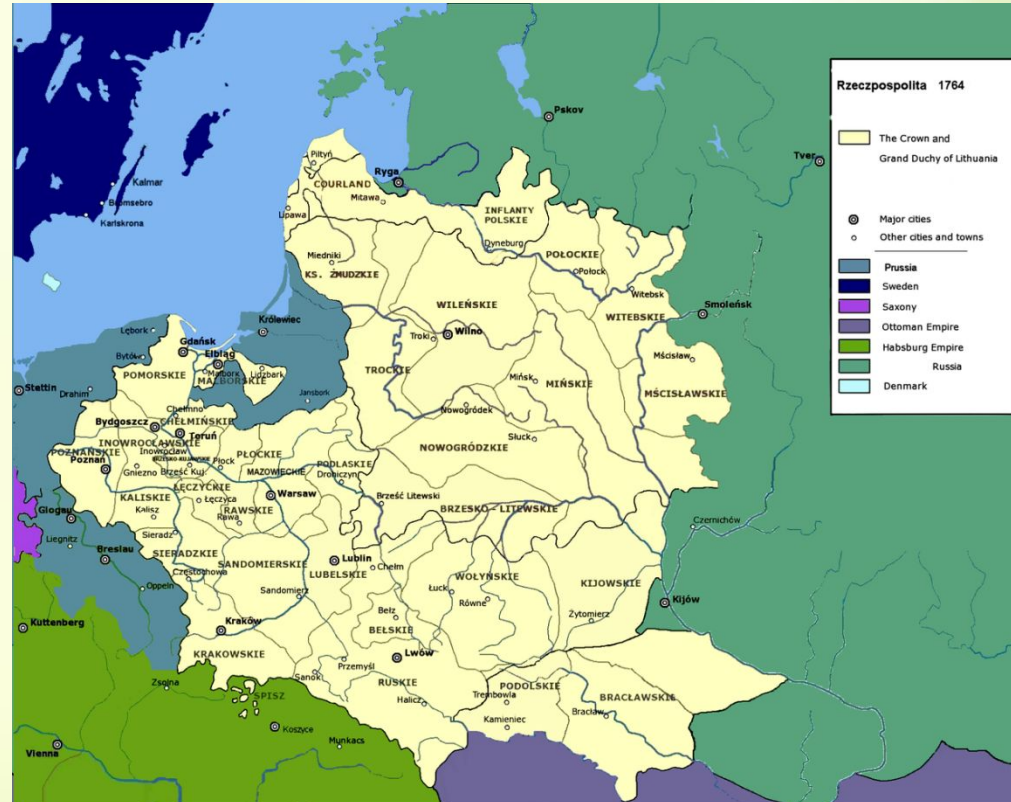 Rzeczpospolita 1764
The Crown and
Grand Duchy of Lithuania
Major cities
Other cities and towns
Prussia
Sweden
Saxony
Ottoman Empire
Habsburg Empire
Russia
Denmark
Pskov
Tver
Kalmar
Bromsebro
Karlskrona
Piltyń
COURLAND
Ryga
Mitawa
Lipawa
INFLANTY
POLSKIE
Dyneburg
POŁOCKIE
Połock
Miedniki
KS. ŻMUDZKIE
WILEŃSKIE
Witebsk
WITEBSKIE
Smoleńsk
Królewiec
Lębork
Gdańsk
Troki
Wilno
Bytów
Elbląg
Malbork
Lidzbark
MALBORSKIE
POMORSKIE
TROCKIE
Mińsk
MIŃSKIE
Mścisław
MŚCISŁAWSKIE
Stettin
Drahim
Jansbork
Chełmno
Nowogródek
CHEŁMIŃSKIE
Bydgoszcz
Toruń
Słuck
INOWROCŁAWSKIE
Inowrocław
NOWOGRÓDZKIE
POZNAŃSKIE
BRZESKO-KUJAWSKIE
PŁOCKIE
Poznań
Gniezno
Brześć Kuj.
Płock
MAZOWIECKIE
PODLASKIE
Drohiczyn
ŁĘCZYCKIE
Łęczyca
Warsaw
Brześć Litewski
KALISKIE
Kalisz
RAWSKIE
Rawa
BRZESKO - LITEWSKIE
Glogau
Czernichów
Liegnitz
Sieradz
Breslau
SIERADZKIE
SANDOMIERSKIE
Lublin
LUBELSKIE
Chełm
WOŁYŃSKIE
KIJOWSKIE
Częstochowa
Oppeln
Sandomierz
Łuck
Równe
Kijów
Bełz
Żytomierz
Kuttenberg
Kraków
BEŁSKIE
KRAKOWSKIE
Przemyśl
Lwów
Zsojna
Sanok
SPISZ
RUSKIE
Halicz
Trembowla
PODOLSKIE
BRACŁAWSKIE
Bracław
Kamieniec
Koszyce
Vienna
Munkacs